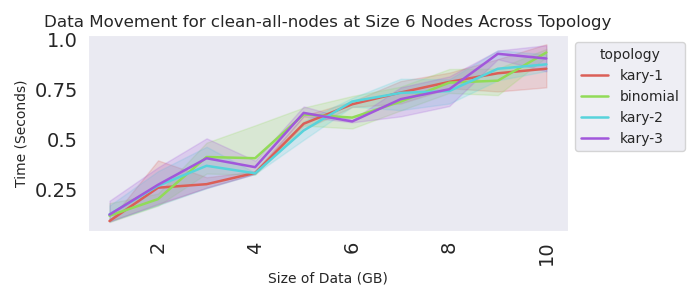 Data Movement for clean-all-nodes at Size 6 Nodes Across Topology
Time (Seconds)
1.0
0.75
0.5
0.25
2
4
6
8
10
Size of Data (GB)
topology
kary-1
binomial
kary-2
kary-3